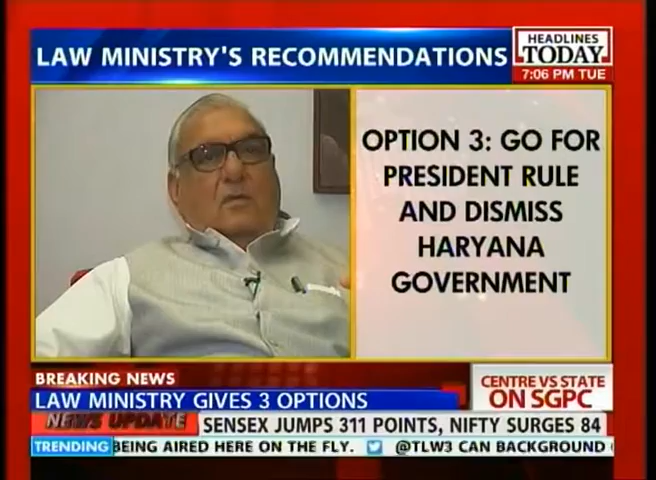 LAW MINISTRY'S RECOMMENDATIONS
HEADLINES
TODAY
7:06 PM TUE
OPTION 3: GO FOR
PRESIDENT RULE
AND DISMISS
HARYANA
GOVERNMENT
BREAKING NEWS
LAW MINISTRY GIVES 3 OPTIONS
CENTRE VS STATE
ON SGPC
NEWS UPDATE
SENSEX JUMPS 311 POINTS, NIFTY SURGES 84
TRENDING
BEING AIRED HERE ON THE FLY. @TLW3 CAN BACKGROUND